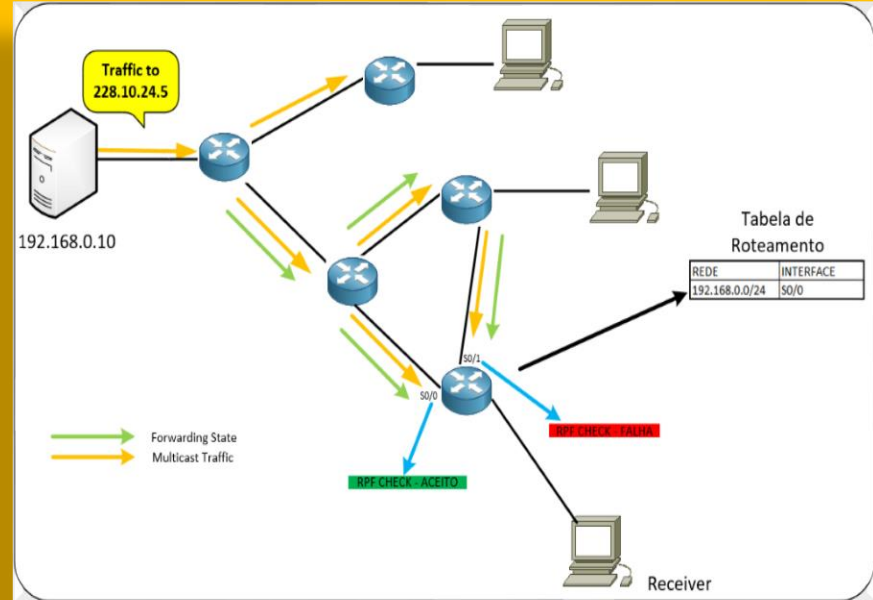 Traffic to
228.10.24.5
192.168.0.10
Tabela de
Roteamento
REDE INTERFACE
192.168.0.0/24 S0/0
S0/1
S0/0
RPF CHECK - FALHA
Forwarding State
Multicast Traffic
RPF CHECK - ACEITO
Receiver